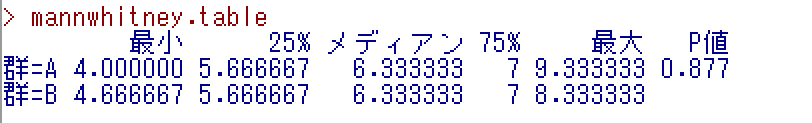 > mannwhitney.table
最小 25% メディアン 75% 最大 P値
群=A 4.000000 5.666667 6.333333 7 9.333333 0.877
群=B 4.666667 5.666667 6.333333 7 8.333333